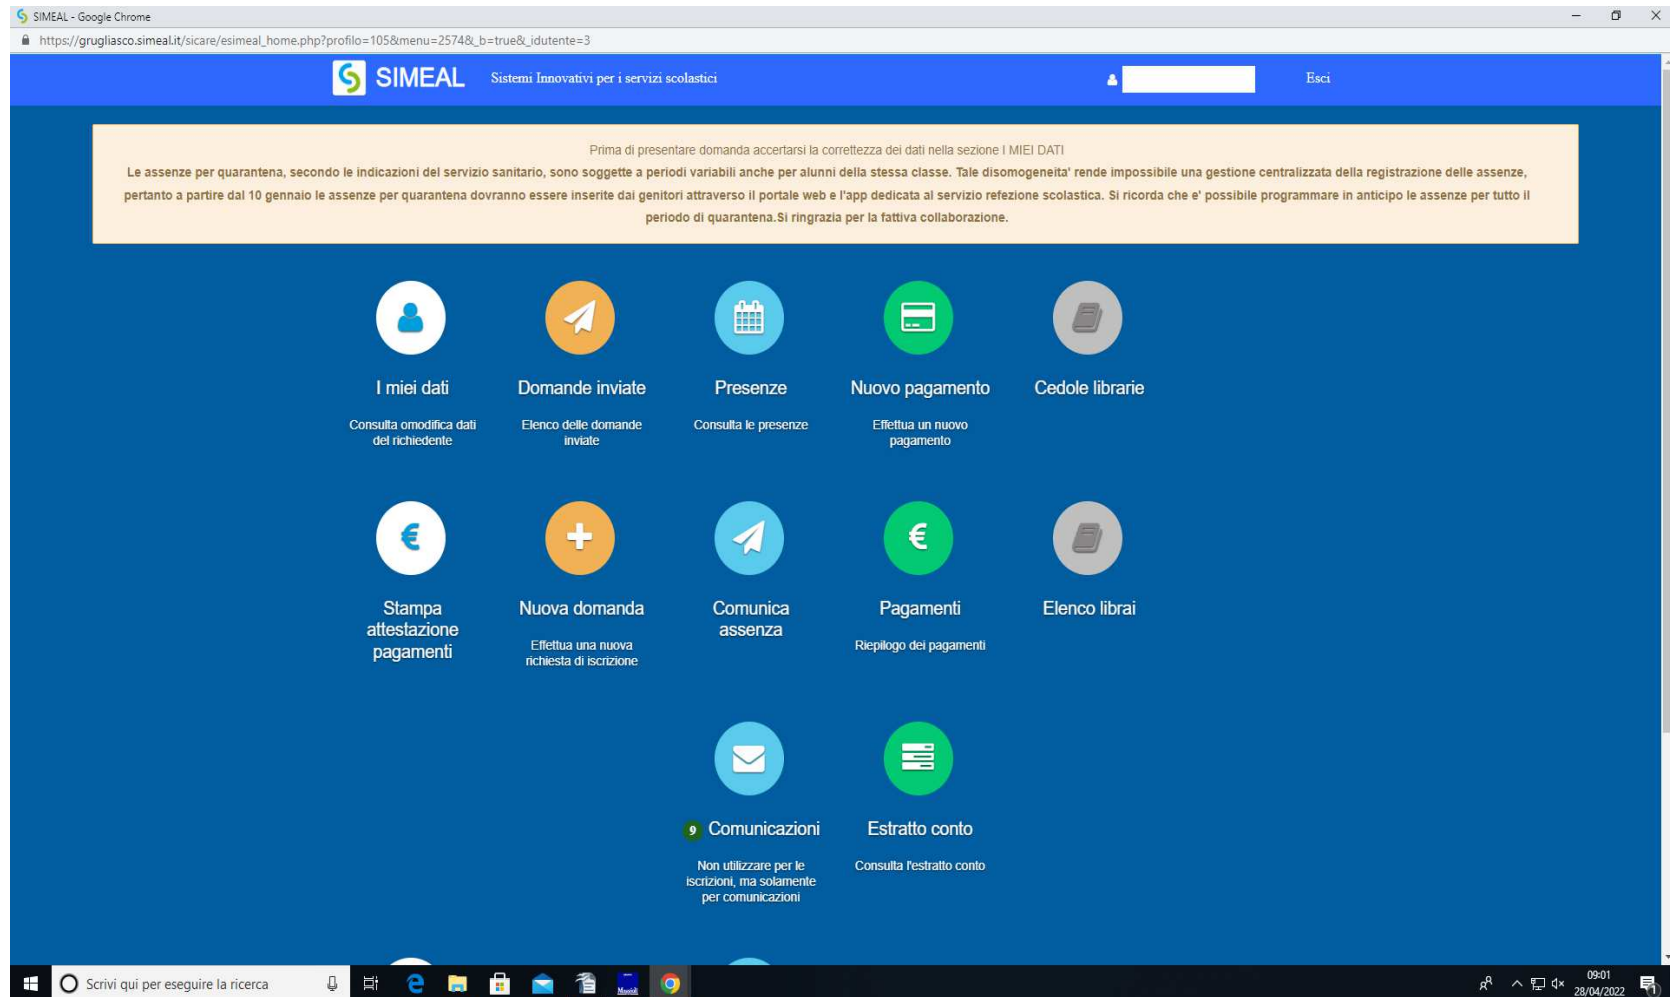 SIMEAL - Google Chrome
https://grugliasco.simeal.it/sicare/esimeal_home.php?profilo=105&menu=2574&_b=true&_idutente=3
SIMEAL Sistemi Innovativi per i servizi scolastici Esci
Prima di presentare domanda accertarsi la correttezza dei dati nella sezione I MIEI DATI
Le assenze per quarantena, secondo le indicazioni del servizio sanitario, sono soggette a periodi variabili anche per alunni della stessa classe. Tale disomogeneita' rende impossibile una gestione centralizzata della registrazione delle assenze,
pertanto a partire dal 10 gennaio le assenze per quarantena dovranno essere inserite dai genitori attraverso il portale web e l'app dedicata al servizio refezione scolastica. Si ricorda che e' possibile programmare in anticipo le assenze per tutto il
periodo di quarantena.Si ringrazia per la fattiva collaborazione.
I miei dati
Consulta omodifica dati
del richiedente
Domande inviate
Elenco delle domande
inviate
Presenze
Consulta le presenze
Nuovo pagamento
Effettua un nuovo
pagamento
Cedole librarie
€
Stampa
attestazione
pagamenti
Nuova domanda
Effettua una nuova
richiesta di iscrizione
Comunica
assenza
€
Pagamenti
Riepilogo dei pagamenti
Elenco librai
9 Comunicazioni
Non utilizzare per le
iscrizioni, ma solamente
per comunicazioni
Estratto conto
Consulta l'estratto conto
Scrivi qui per eseguire la ricerca
09:01
28/04/2022